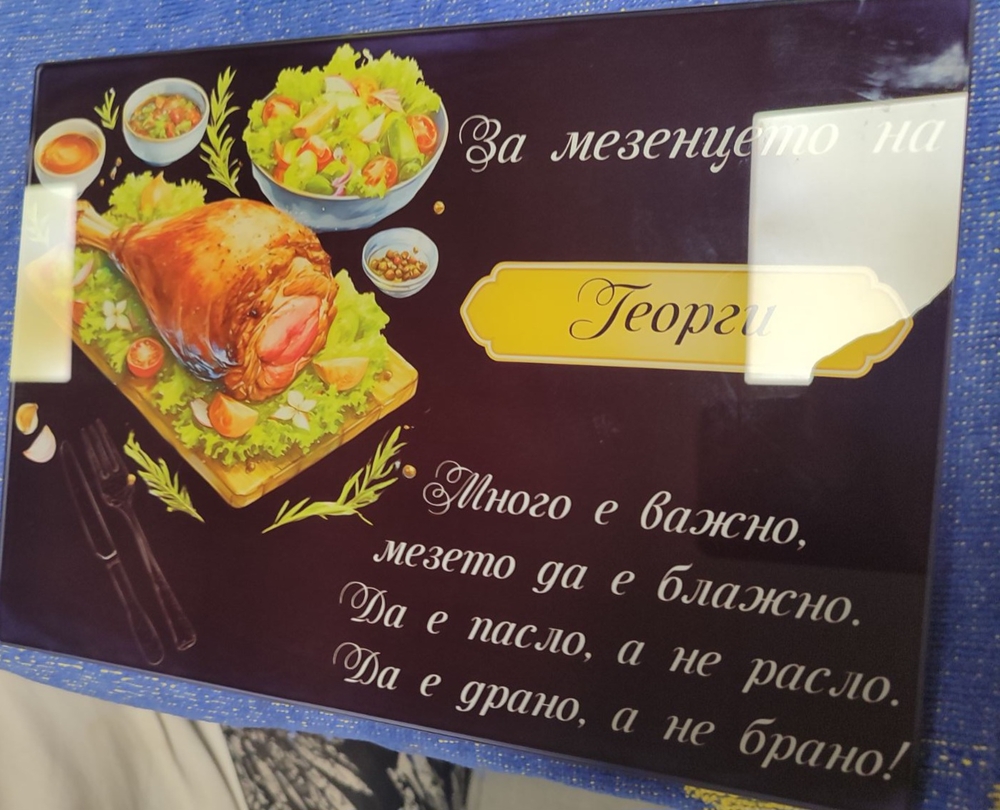 За мезенцето на
Георги
Много е важно,
мезето да е блажно.
Да е пасло, а не расло.
Да е драно, а не брано!